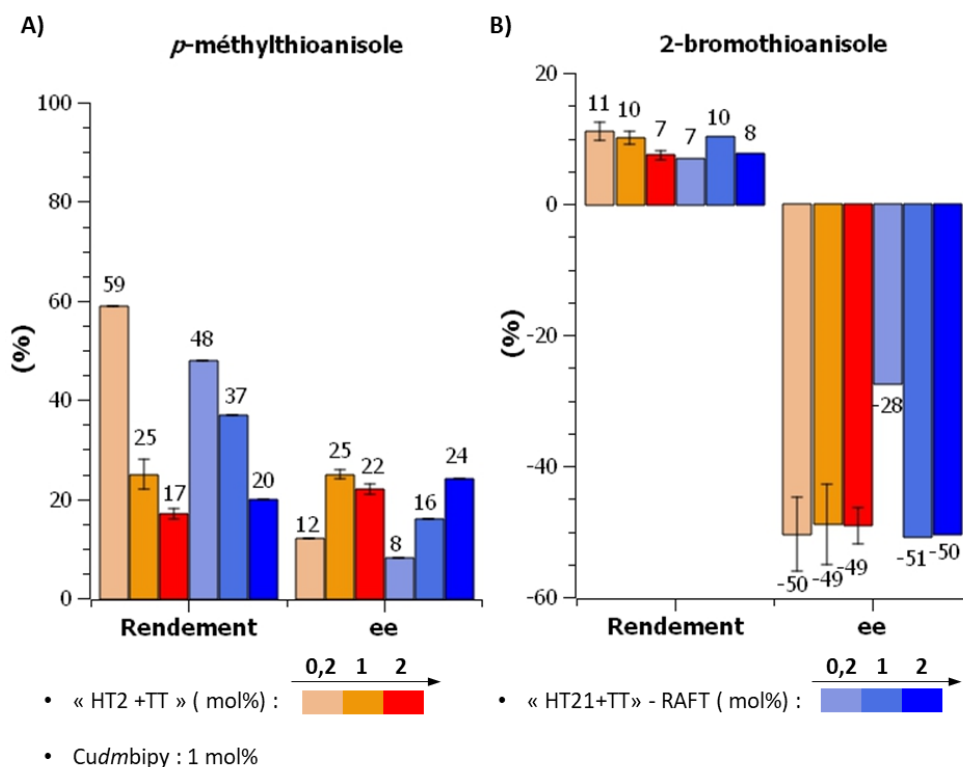 A)
p-méthylthioanisole
100
80
60
40
20
0
(%)
59
25
17
48
37
20
12
25
22
8
16
24
Rendement
ee
B)
2-bromothioanisole
20
0
-20
-40
-60
(%)
11
10
7
7
10
8
-50
-49
-49
-28
-51
-50
Rendement
ee
0,2 1 2
• « HT2 +TT » ( mol%) :
0,2 1 2
• « HT21+TT» - RAFT ( mol%) :
• Cudmbipy : 1 mol%